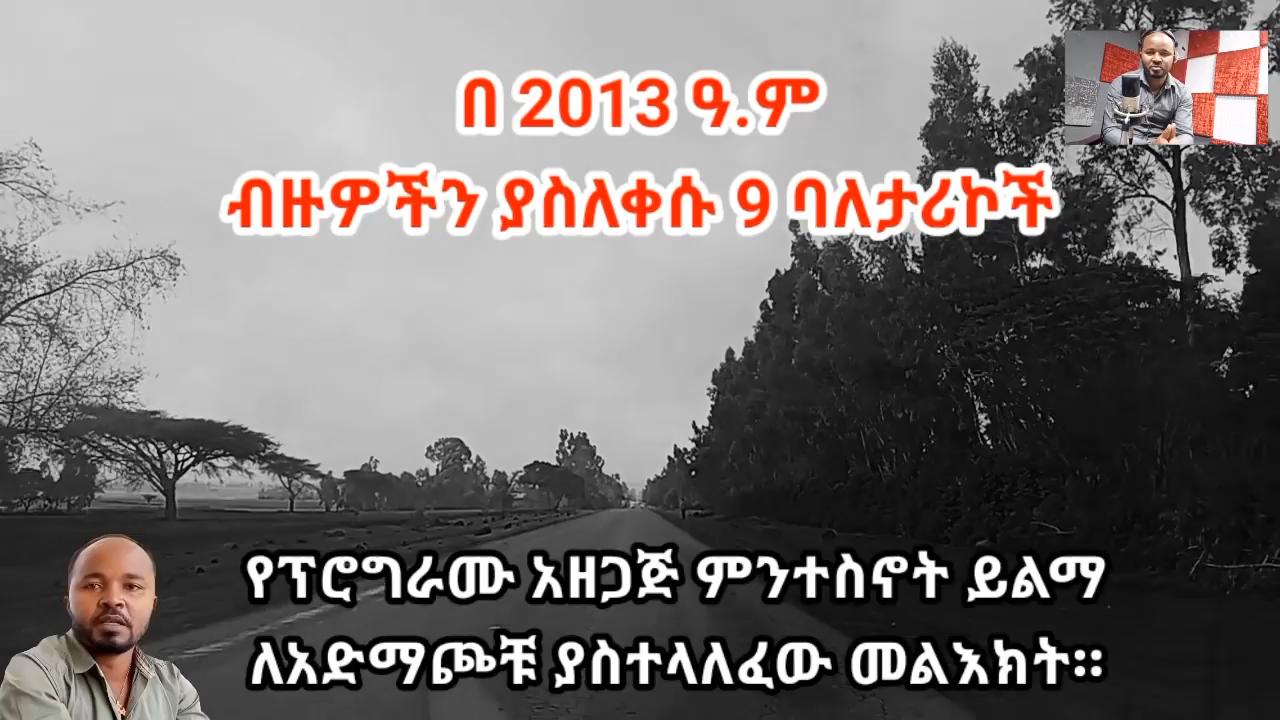 በ 2013 ዓ.ም
ብዙዎችን ያስለቀሱ 9 ባለታሪኮች
የፕሮግራሙ አዘጋጅ ምንተስኖት ይልማ
ለአድማጮቹ ያስተላለፈው መልእክት።